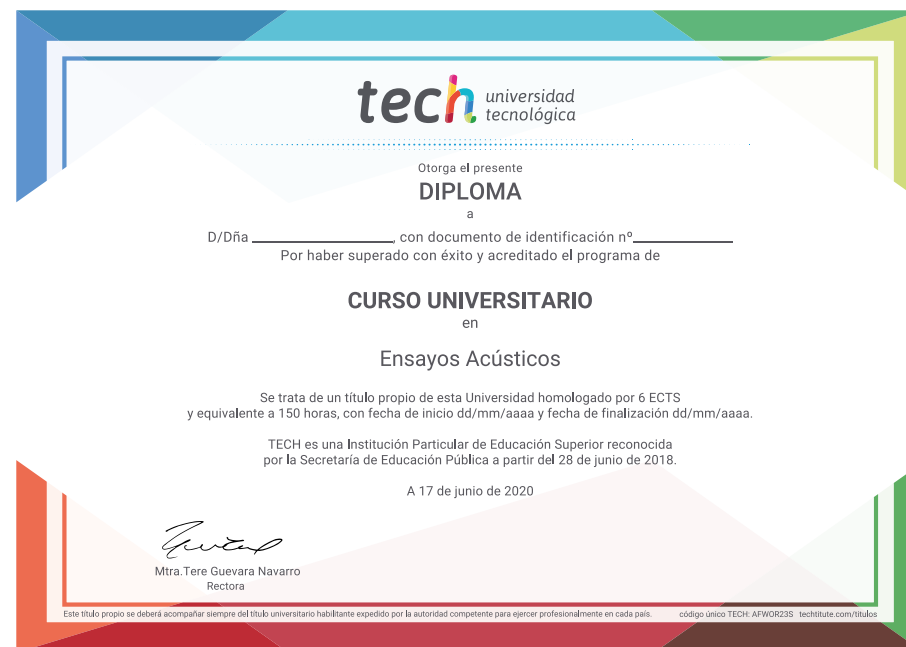 tech universidad
tecnológica
Otorga el presente
DIPLOMA
a
D/Dña ____________, con documento de identificación nº____________
Por haber superado con éxito y acreditado el programa de
CURSO UNIVERSITARIO
en
Ensayos Acústicos
Se trata de un título propio de esta Universidad homologado por 6 ECTS
y equivalente a 150 horas, con fecha de inicio dd/mm/aaaa y fecha de finalización dd/mm/aaaa.
TECH es una Institución Particular de Educación Superior reconocida
por la Secretaría de Educación Pública a partir del 28 de junio de 2018.
A 17 de junio de 2020
Mtra.Tere Guevara Navarro
Rectora
Este título propio se deberá acompañar siempre del título universitario habilitante expedido por la autoridad competente para ejercer profesionalmente en cada país. código único TECH: AFWOR23S techtitute.com/títulos